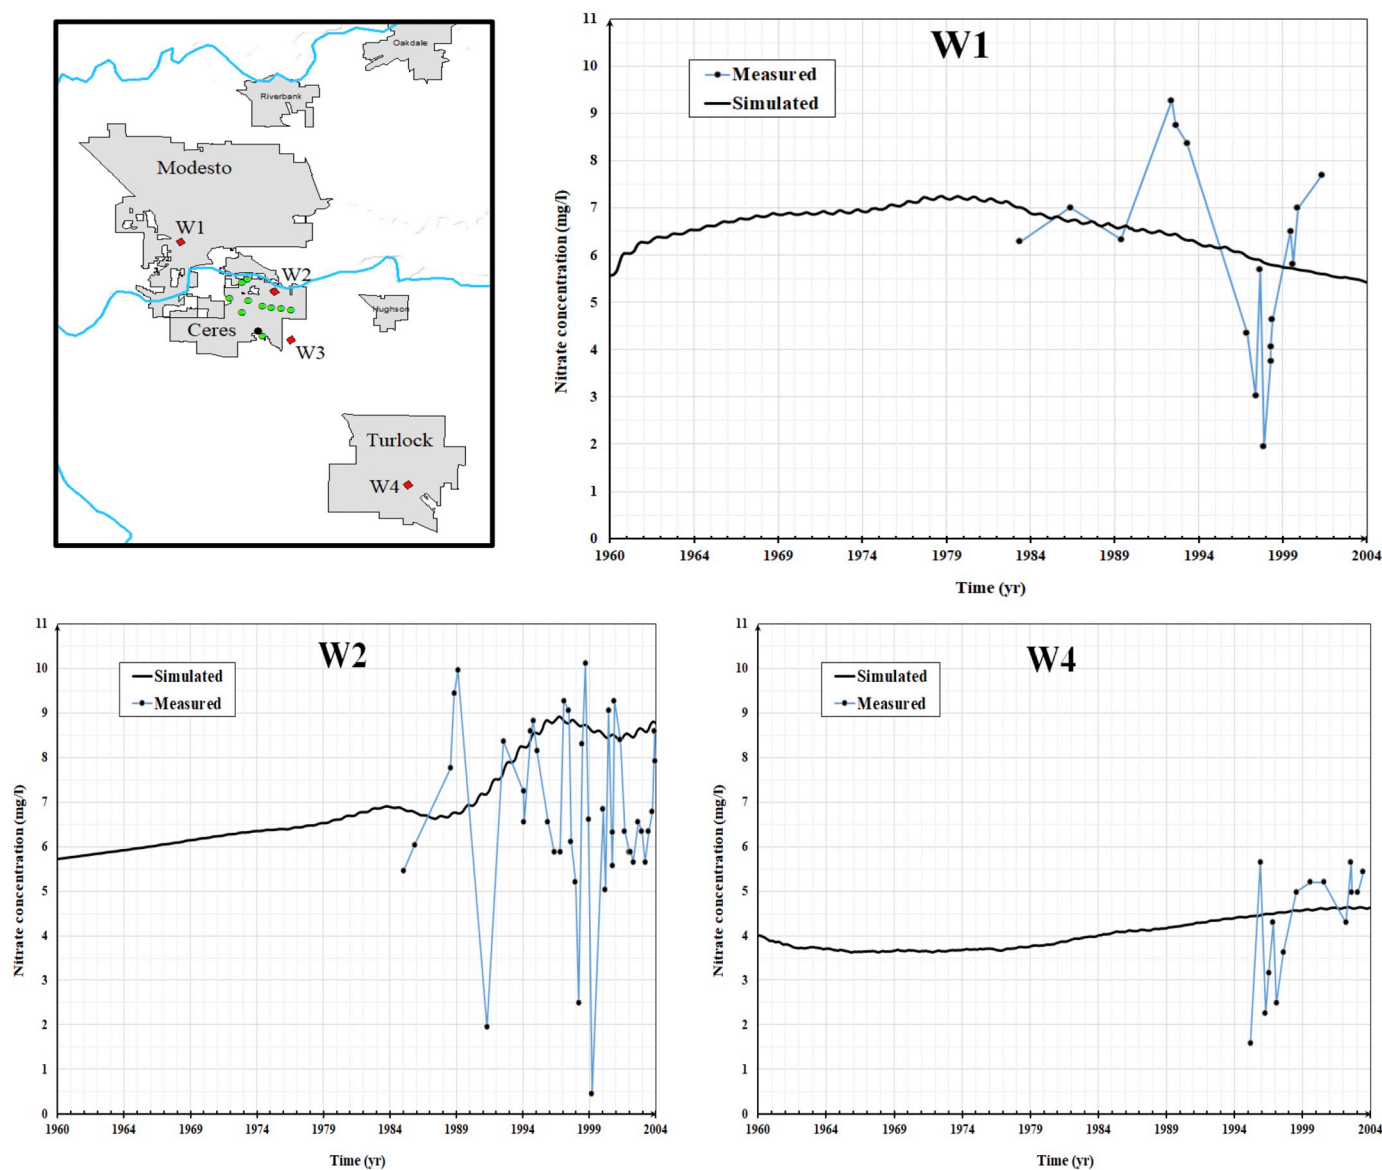 Oakdale
Riverbank
Modesto
W1
W2
Hughson
Ceres
W3
Turlock
W4
W1
Measured
Simulated
Nitrate concentration (mg/l)
11
10
9
8
7
6
5
4
3
2
1
0
1960 1964 1969 1974 1979 1984 1989 1994 1999 2004
Time (yr)
W2
Simulated
Measured
Nitrate concentration (mg/l)
11
10
9
8
7
6
5
4
3
2
1
0
1960 1964 1969 1974 1979 1984 1989 1994 1999 2004
Time (yr)
W4
Simulated
Measured
Nitrate concentration (mg/l)
11
10
9
8
7
6
5
4
3
2
1
0
1960 1964 1969 1974 1979 1984 1989 1994 1999 2004
Time (yr)